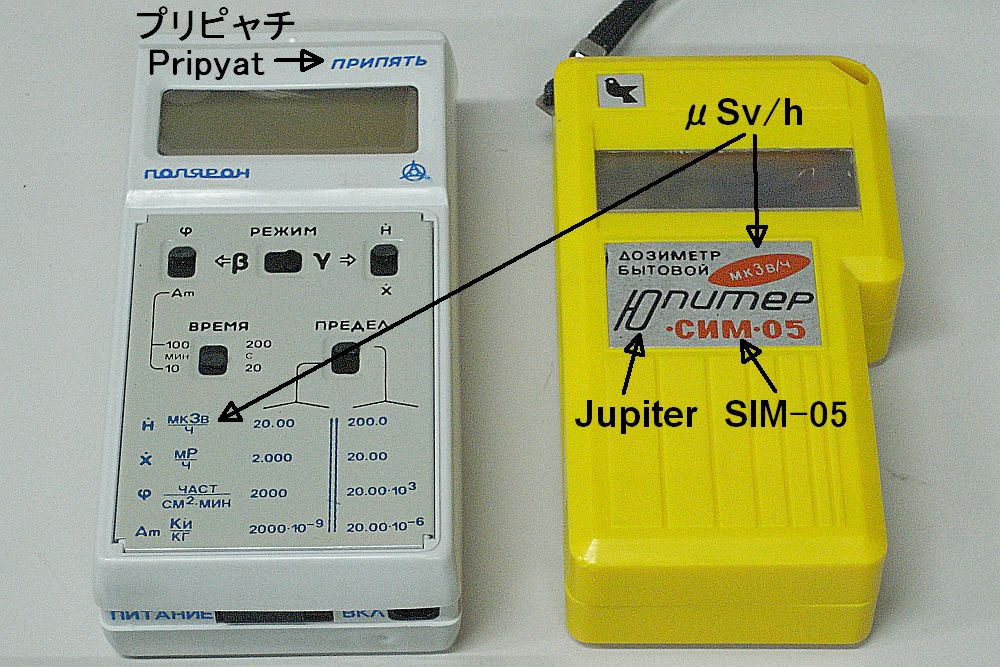 プリピャチ
Pripyat
ПРИПЯТЬ
ПОЛЯРОН
φ РЕЖИМ Ḣ
⇐β γ⇒
Ẋ
Am
ВРЕМЯ ПРЕДЕЛ
100 200
МИН С
10 20
Ḣ мкЗв/ч 20.00 200.0
Ẋ мР/ч 2.000 20.00
φ ЧАСТ/СМ²·МИН 2000 20.00·10³
Am Ки/КГ 2000·10⁻⁹ 20.00·10⁻⁶
ПИТАНИЕ ВКЛ
μSv/h
ДОЗИМЕТР
БЫТОВОЙ
мкЗв/ч
Юпитер
·СИМ·05
Jupiter SIM-05